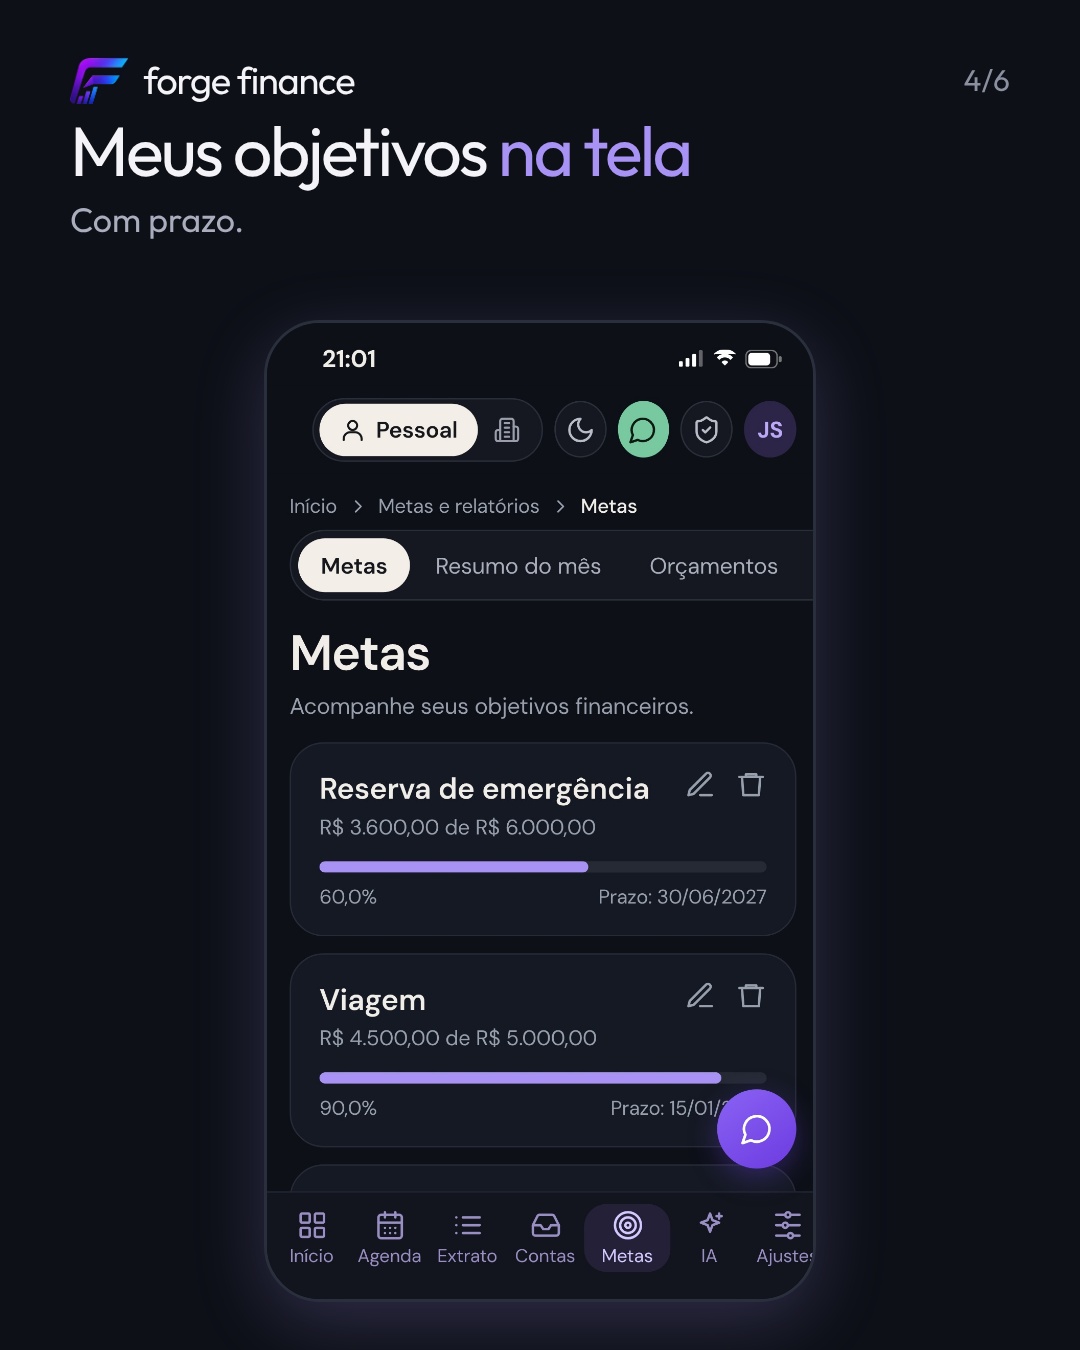 forge finance
4/6
Meus objetivos na tela
Com prazo.
21:01
Pessoal
JS
Início > Metas e relatórios > Metas
Metas Resumo do mês Orçamentos
Metas
Acompanhe seus objetivos financeiros.
Reserva de emergência
R$ 3.600,00 de R$ 6.000,00
60,0% Prazo: 30/06/2027
Viagem
R$ 4.500,00 de R$ 5.000,00
90,0% Prazo: 15/01/
Início Agenda Extrato Contas Metas IA Ajustes